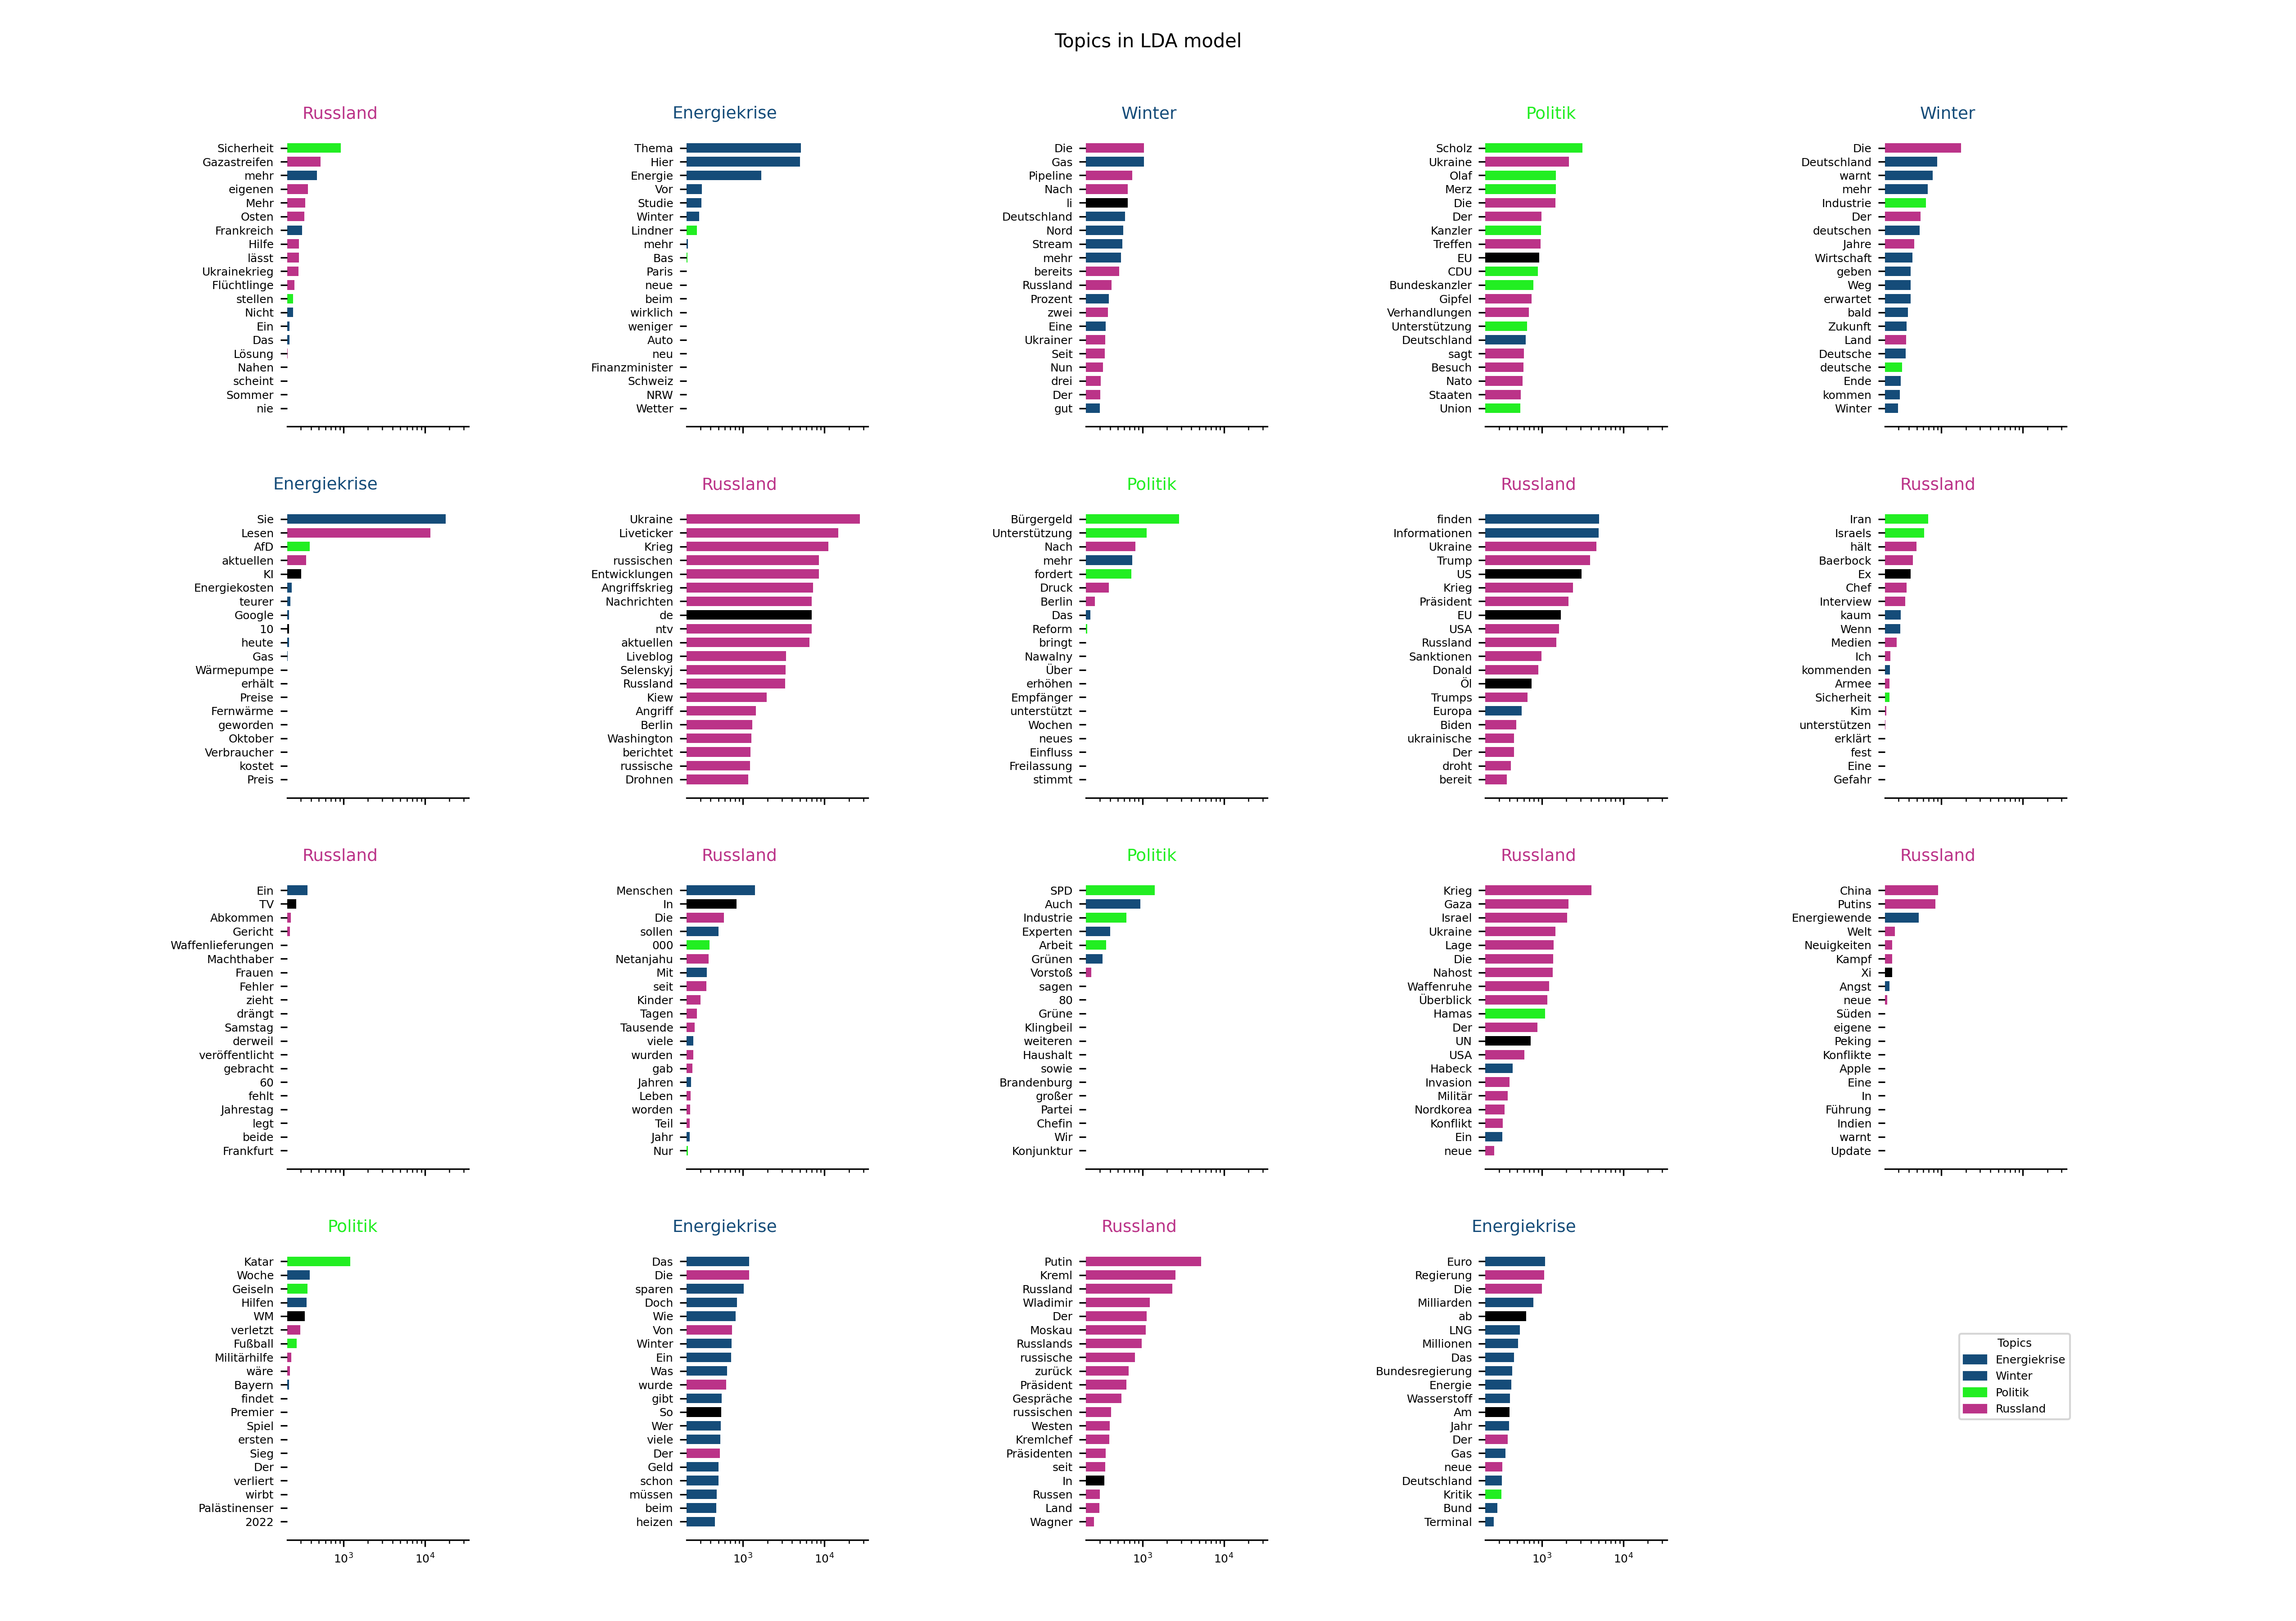 Topics in LDA model
Russland
Sicherheit
Gazastreifen
mehr
eigenen
Mehr
Osten
Frankreich
Hilfe
lässt
Ukrainekrieg
Flüchtlinge
stellen
Nicht
Ein
Das
Lösung
Nahen
scheint
Sommer
nie
Energiekrise
Thema
Hier
Energie
Vor
Studie
Winter
Lindner
mehr
Bas
Paris
neue
beim
wirklich
weniger
Auto
neu
Finanzminister
Schweiz
NRW
Wetter
Winter
Die
Gas
Pipeline
Nach
li
Deutschland
Nord
Stream
mehr
bereits
Russland
Prozent
zwei
Eine
Ukrainer
Seit
Nun
drei
Der
gut
Politik
Scholz
Ukraine
Olaf
Merz
Die
Der
Kanzler
Treffen
EU
CDU
Bundeskanzler
Gipfel
Verhandlungen
Unterstützung
Deutschland
sagt
Besuch
Nato
Staaten
Union
Winter
Die
Deutschland
warnt
mehr
Industrie
Der
deutschen
Jahre
Wirtschaft
geben
Weg
erwartet
bald
Zukunft
Land
Deutsche
deutsche
Ende
kommen
Winter
Energiekrise
Sie
Lesen
AfD
aktuellen
KI
Energiekosten
teurer
Google
10
heute
Gas
Wärmepumpe
erhält
Preise
Fernwärme
geworden
Oktober
Verbraucher
kostet
Preis
Russland
Ukraine
Liveticker
Krieg
russischen
Entwicklungen
Angriffskrieg
Nachrichten
de
ntv
aktuellen
Liveblog
Selenskyj
Russland
Kiew
Angriff
Berlin
Washington
berichtet
russische
Drohnen
Politik
Bürgergeld
Unterstützung
Nach
mehr
fordert
Druck
Berlin
Das
Reform
bringt
Nawalny
Über
erhöhen
Empfänger
unterstützt
Wochen
neues
Einfluss
Freilassung
stimmt
Russland
finden
Informationen
Ukraine
Trump
US
Krieg
Präsident
EU
USA
Russland
Sanktionen
Donald
Öl
Trumps
Europa
Biden
ukrainische
Der
droht
bereit
Russland
Iran
Israels
hält
Baerbock
Ex
Chef
Interview
kaum
Wenn
Medien
Ich
kommenden
Armee
Sicherheit
Kim
unterstützen
erklärt
fest
Eine
Gefahr
Russland
Ein
TV
Abkommen
Gericht
Waffenlieferungen
Machthaber
Frauen
Fehler
zieht
drängt
Samstag
derweil
veröffentlicht
gebracht
60
fehlt
Jahrestag
legt
beide
Frankfurt
Russland
Menschen
In
Die
sollen
000
Netanjahu
Mit
seit
Kinder
Tagen
Tausende
viele
wurden
gab
Jahren
Leben
worden
Teil
Jahr
Nur
Politik
SPD
Auch
Industrie
Experten
Arbeit
Grünen
Vorstoß
sagen
80
Grüne
Klingbeil
weiteren
Haushalt
sowie
Brandenburg
großer
Partei
Chefin
Wir
Konjunktur
Russland
Krieg
Gaza
Israel
Ukraine
Lage
Die
Nahost
Waffenruhe
Überblick
Hamas
Der
UN
USA
Habeck
Invasion
Militär
Nordkorea
Konflikt
Ein
neue
Russland
China
Putins
Energiewende
Welt
Neuigkeiten
Kampf
Xi
Angst
neue
Süden
eigene
Peking
Konflikte
Apple
Eine
In
Führung
Indien
warnt
Update
Politik
Katar
Woche
Geiseln
Hilfen
WM
verletzt
Fußball
Militärhilfe
wäre
Bayern
findet
Premier
Spiel
ersten
Sieg
Der
verliert
wirbt
Palästinenser
2022
10³ 10⁴
Energiekrise
Das
Die
sparen
Doch
Wie
Von
Winter
Ein
Was
wurde
gibt
So
Wer
viele
Der
Geld
schon
müssen
beim
heizen
10³ 10⁴
Russland
Putin
Kreml
Russland
Wladimir
Der
Moskau
Russlands
russische
zurück
Präsident
Gespräche
russischen
Westen
Kremlchef
Präsidenten
seit
In
Russen
Land
Wagner
10³ 10⁴
Energiekrise
Euro
Regierung
Die
Milliarden
ab
LNG
Millionen
Das
Bundesregierung
Energie
Wasserstoff
Am
Jahr
Der
Gas
neue
Deutschland
Kritik
Bund
Terminal
10³ 10⁴
Topics
Energiekrise
Winter
Politik
Russland